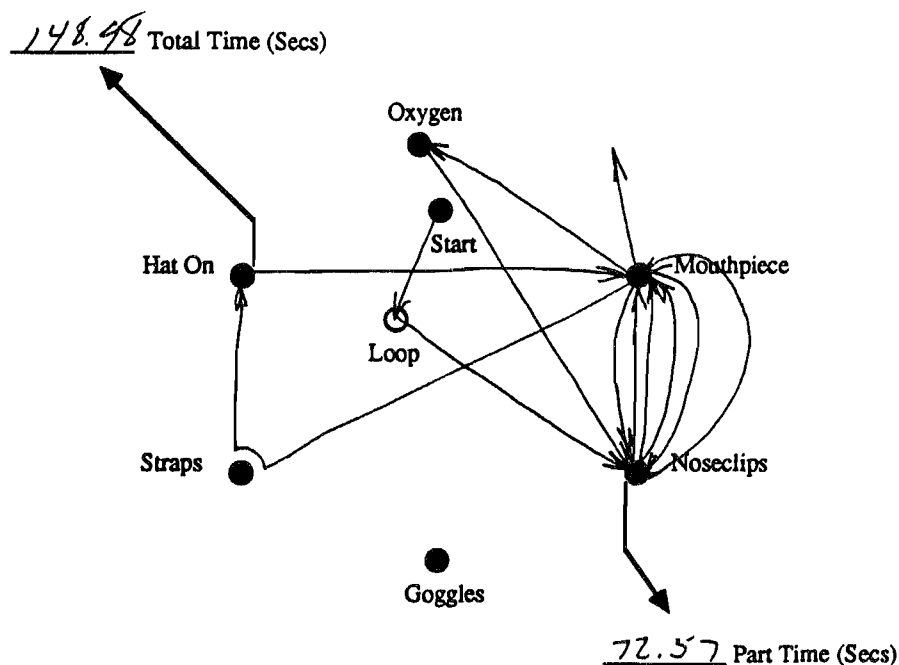 148.48 Total Time (Secs)
Oxygen
Start
Hat On
Mouthpiece
Loop
Straps
Noseclips
Goggles
72.57 Part Time (Secs)